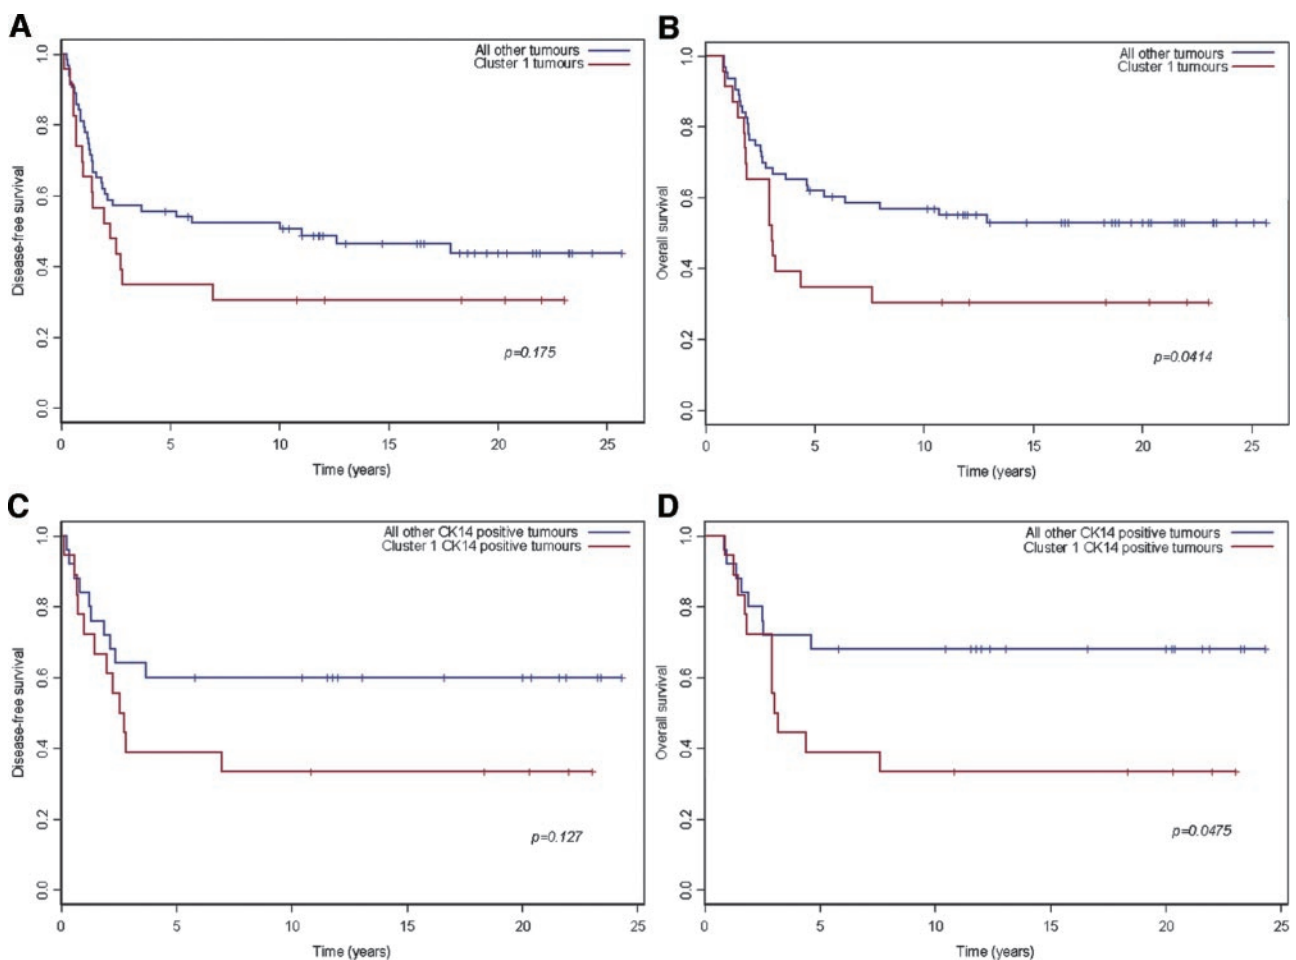 A
All other tumours
Cluster 1 tumours
Disease-free survival
1.0
0.8
0.6
0.4
0.2
0.0
p=0.175
0 5 10 15 20 25
Time (years)
B
All other tumours
Cluster 1 tumours
Overall survival
1.0
0.8
0.6
0.4
0.2
0.0
p=0.0414
0 5 10 15 20 25
Time (years)
C
All other CK14 positive tumours
Cluster 1 CK14 positive tumours
Disease-free survival
1.0
0.8
0.6
0.4
0.2
0.0
p=0.127
0 5 10 15 20 25
Time (years)
D
All other CK14 positive tumours
Cluster 1 CK14 positive tumours
Overall survival
1.0
0.8
0.6
0.4
0.2
0.0
p=0.0475
0 5 10 15 20 25
Time (years)